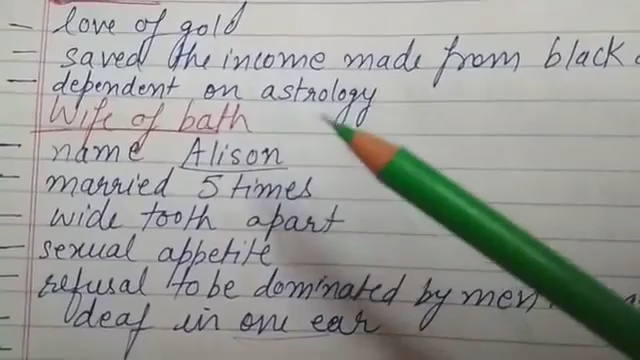 love of gold
saved the income made from black
dependent on astrology
Wife of bath
name Alison
married 5 times
wide tooth apart
sexual appetite
refusal to be dominated by men
deaf in one ear